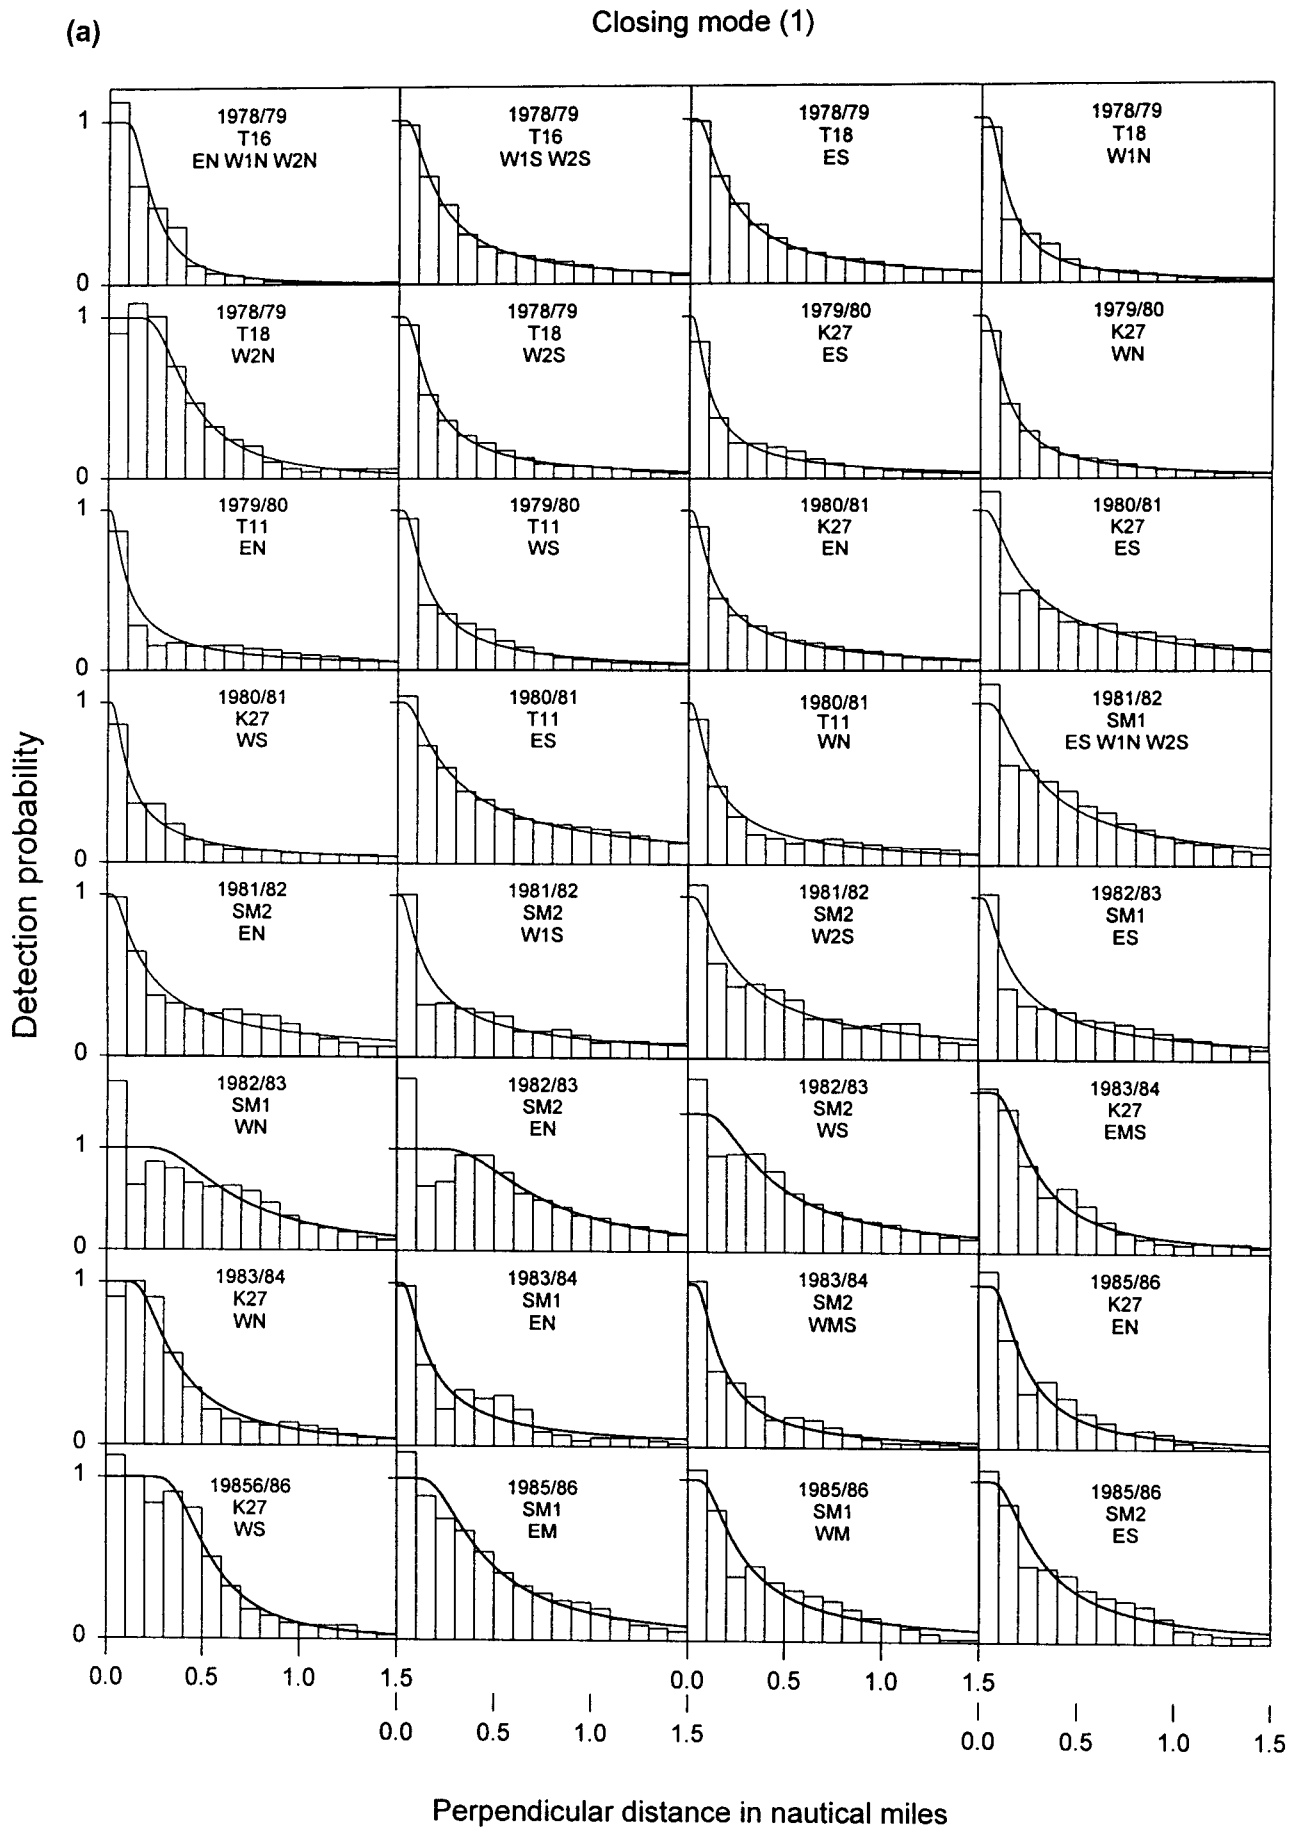 (a)
Closing mode (1)
Detection probability
1
0
1978/79
T16
EN W1N W2N
1978/79
T16
W1S W2S
1978/79
T18
ES
1978/79
T18
W1N
1
0
1978/79
T18
W2N
1978/79
T18
W2S
1979/80
K27
ES
1979/80
K27
WN
1
0
1979/80
T11
EN
1979/80
T11
WS
1980/81
K27
EN
1980/81
K27
ES
1
0
1980/81
K27
WS
1980/81
T11
ES
1980/81
T11
WN
1981/82
SM1
ES W1N W2S
1
0
1981/82
SM2
EN
1981/82
SM2
W1S
1981/82
SM2
W2S
1982/83
SM1
ES
1
0
1982/83
SM1
WN
1982/83
SM2
EN
1982/83
SM2
WS
1983/84
K27
EMS
1
0
1983/84
K27
WN
1983/84
SM1
EN
1983/84
SM2
WMS
1985/86
K27
EN
1
0
19856/86
K27
WS
1985/86
SM1
EM
1985/86
SM1
WM
1985/86
SM2
ES
0.0 0.5 1.0 1.5 0.0 0.5 1.0 1.5
0.0 0.5 1.0 1.5 0.0 0.5 1.0 1.5
Perpendicular distance in nautical miles